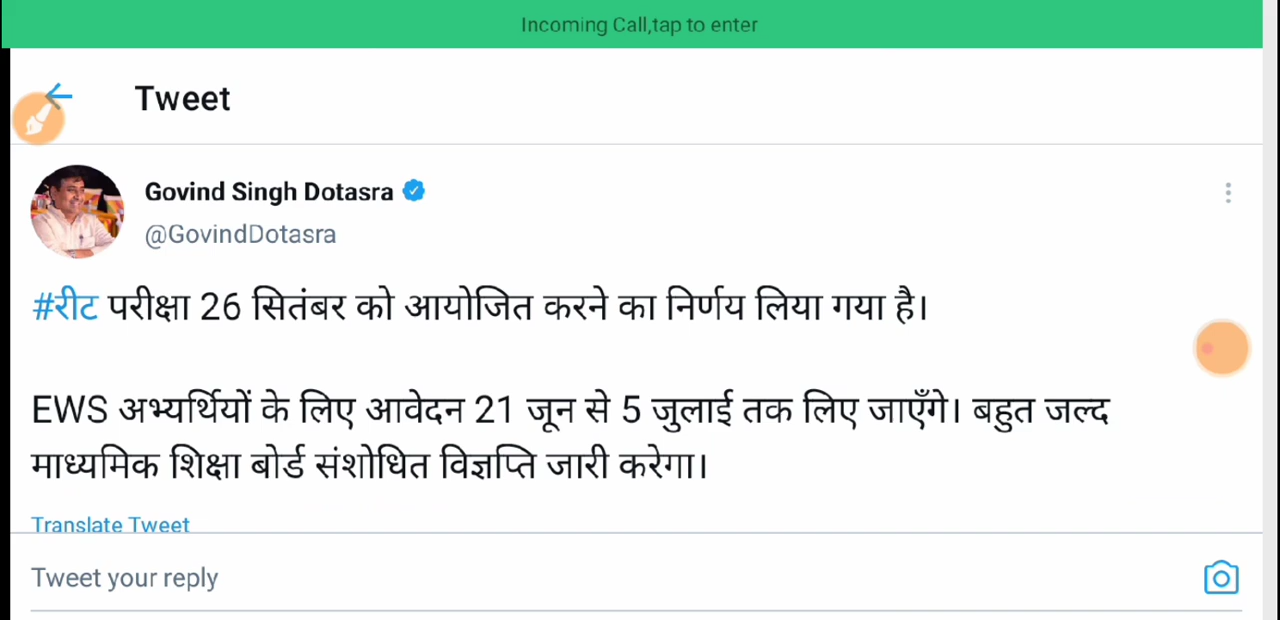 Incoming Call,tap to enter
Tweet
Govind Singh Dotasra
@GovindDotasra
#रीट परीक्षा 26 सितंबर को आयोजित करने का निर्णय लिया गया है।
EWS अभ्यर्थियों के लिए आवेदन 21 जून से 5 जुलाई तक लिए जाएँगे। बहुत जल्द
माध्यमिक शिक्षा बोर्ड संशोधित विज्ञप्ति जारी करेगा।
Translate Tweet
Tweet your reply